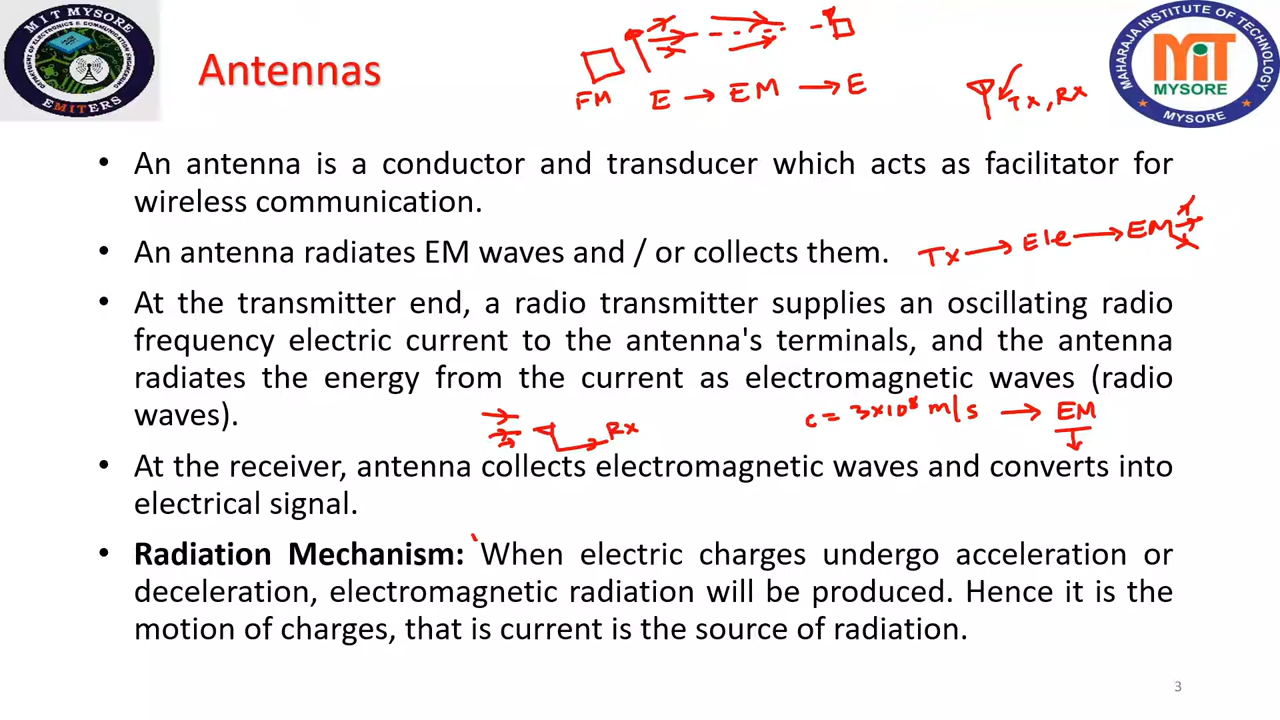 MIT MYSORE
DEPARTMENT OF ELECTRONICS & COMMUNICATION ENGINEERING
EMITERS
Antennas
FM E → EM → E
Tx, Rx
MAHARAJA INSTITUTE OF TECHNOLOGY
MiT
MYSORE
MYSORE
• An antenna is a conductor and transducer which acts as facilitator for
wireless communication.
• An antenna radiates EM waves and / or collects them.
Tx → Ele → EM
• At the transmitter end, a radio transmitter supplies an oscillating radio
frequency electric current to the antenna's terminals, and the antenna
radiates the energy from the current as electromagnetic waves (radio
waves).
Rx
c = 3×10⁸ m/s → EM
• At the receiver, antenna collects electromagnetic waves and converts into
electrical signal.
• Radiation Mechanism: When electric charges undergo acceleration or
deceleration, electromagnetic radiation will be produced. Hence it is the
motion of charges, that is current is the source of radiation.
3